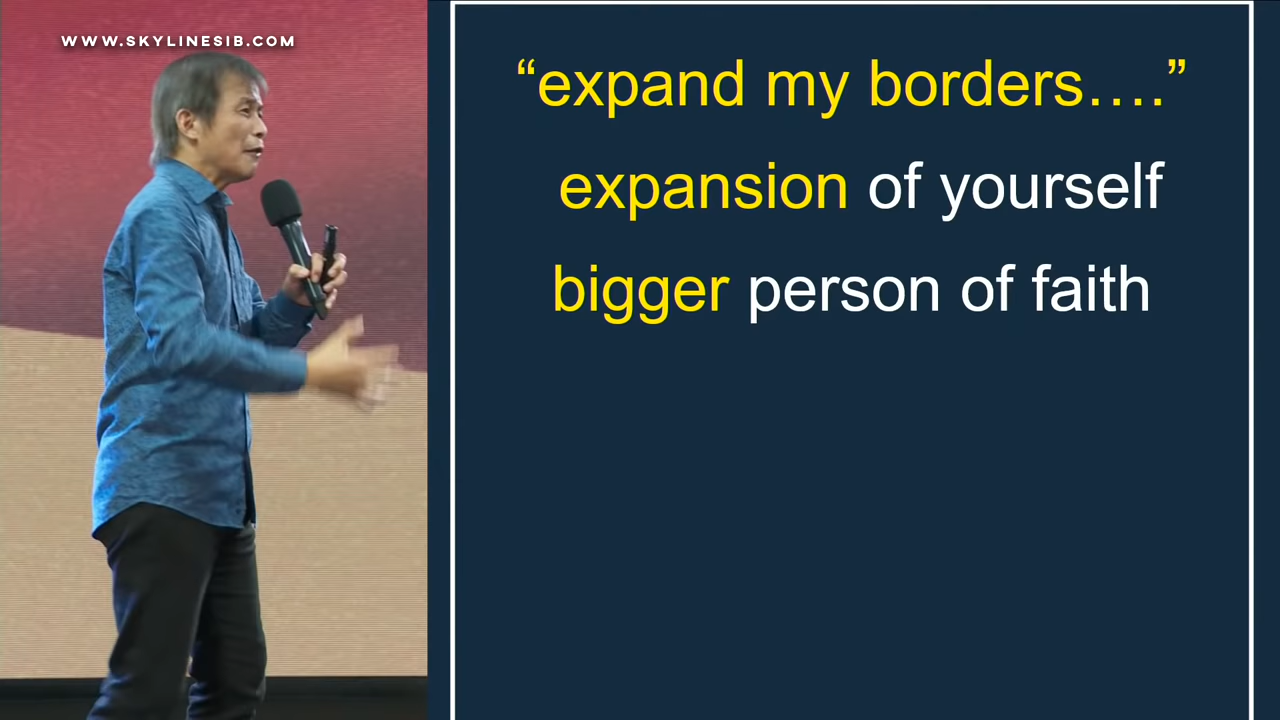 WWW.SKYLINESIB.COM
“expand my borders….”
expansion of yourself
bigger person of faith